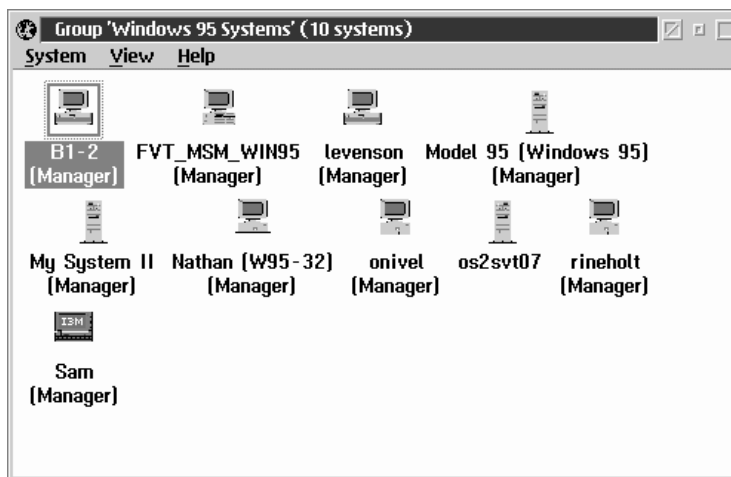 Group 'Windows 95 Systems' (10 systems)
System View Help
B1-2 FVT_MSM_WIN95 levenson Model 95 (Windows 95)
(Manager) (Manager) (Manager) (Manager)
My System II Nathan (W95-32) onivel os2svt07 rineholt
(Manager) (Manager) (Manager) (Manager)
IBM
Sam
(Manager)